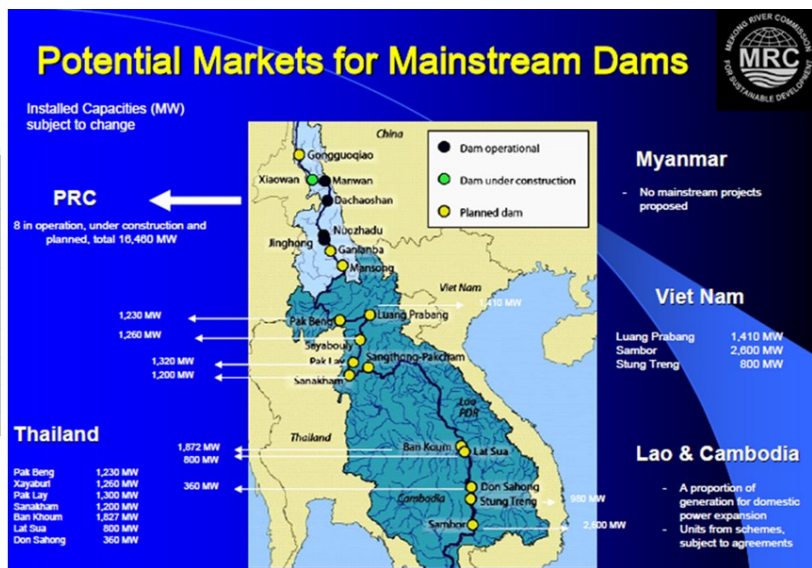 Potential Markets for Mainstream Dams
MEKONG RIVER COMMISSION
MRC
FOR SUSTAINABLE DEVELOPMENT
Installed Capacities (MW)
subject to change
PRC
8 in operation, under construction and
planned, total 16,460 MW
China
Dam operational
Dam under construction
Planned dam
Gongguoqiao
Xiaowan
Manwan
Dachaoshan
Nuozhadu
Jinghong
Ganlanba
Mansong
Viet Nam
1,410 MW
1,230 MW
Pak Beng
Luang Prabang
1,260 MW
Sayabouly
1,320 MW
Pak Lay
Sangthong-Pakcham
1,200 MW
Sanakham
Lao
PDR
Thailand
1,872 MW
Ban Koum
800 MW
Lat Sua
360 MW
Don Sahong
Cambodia
Stung Treng
980 MW
Sambor
2,600 MW
Myanmar
- No mainstream projects
proposed
Viet Nam
Luang Prabang 1,410 MW
Sambor 2,600 MW
Stung Treng 800 MW
Lao & Cambodia
- A proportion of
generation for domestic
power expansion
- Units from schemes,
subject to agreements
Thailand
Pak Beng 1,230 MW
Xayaburi 1,260 MW
Pak Lay 1,300 MW
Sanakham 1,200 MW
Ban Khoum 1,827 MW
Lat Sua 800 MW
Don Sahong 360 MW